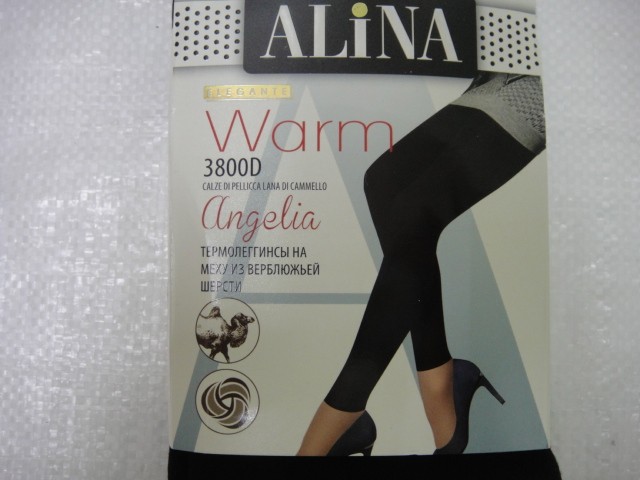 ALiNA
ELEGANTE
Warm
3800D
CALZE DI PELLICCA LANA DI CAMMELLO
Angelia
ТЕРМОЛЕГГИНСЫ НА
МЕХУ ИЗ ВЕРБЛЮЖЬЕЙ
ШЕРСТИ